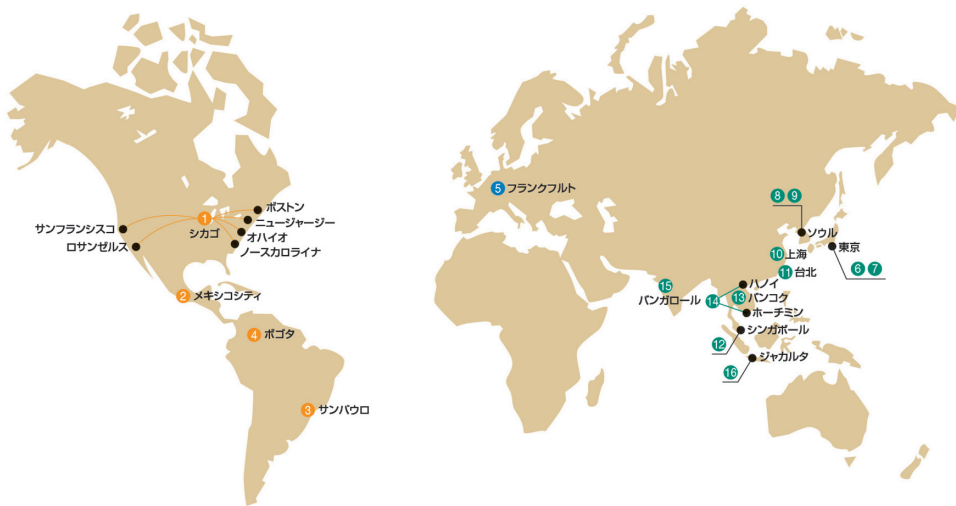 ボストン
1
ニュージャージー
サンフランシスコ
シカゴ
オハイオ
ロサンゼルス
ノースカロライナ
2 メキシコシティ
4 ボゴタ
3 サンパウロ
5 フランクフルト
8 9
ソウル
10 上海
東京
6 7
11 台北
15
バンガロール
ハノイ
14
13 バンコク
ホーチミン
シンガポール
12
ジャカルタ
16